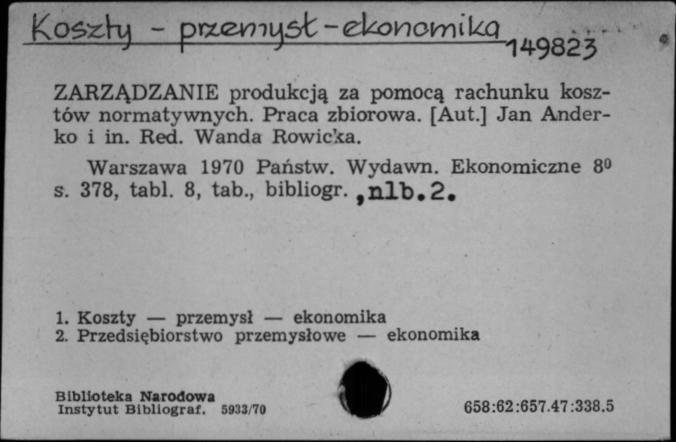 Koszty - przemysł - ekonomika
149823
ZARZĄDZANIE produkcją za pomocą rachunku kosz-
tów normatywnych. Praca zbiorowa. [Aut.] Jan Ander-
ko i in. Red. Wanda Rowicka.
Warszawa 1970 Państw. Wydawn. Ekonomiczne 8⁰
s. 378, tabl. 8, tab., bibliogr. ,nlb.2.
1. Koszty — przemysł — ekonomika
2. Przedsiębiorstwo przemysłowe — ekonomika
Biblioteka Narodowa
Instytut Bibliograf. 5933/70
658:62:657.47:338.5